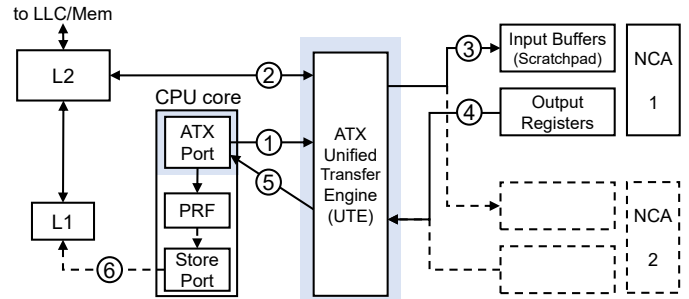 to LLC/Mem
L2
CPU core
ATX
Port
PRF
Store
Port
L1
1
2
3
4
5
6
ATX
Unified
Transfer
Engine
(UTE)
Input Buffers
(Scratchpad)
Output
Registers
NCA
1
NCA
2